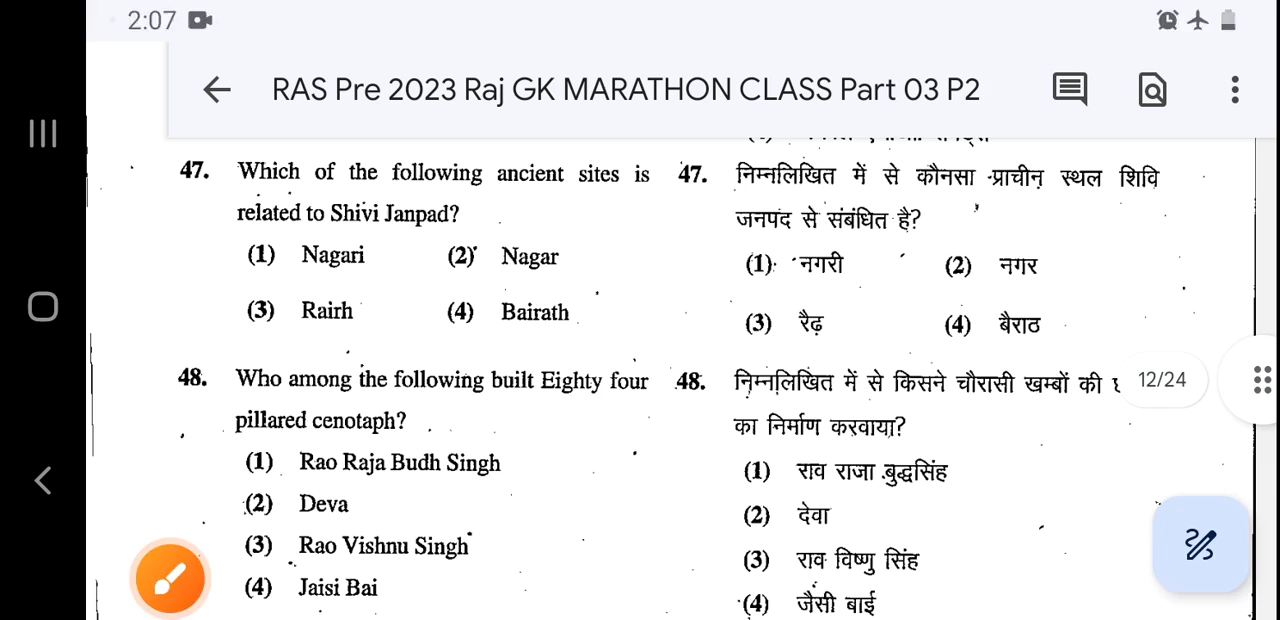 2:07
RAS Pre 2023 Raj GK MARATHON CLASS Part 03 P2
47. Which of the following ancient sites is
related to Shivi Janpad?
(1) Nagari (2) Nagar
(3) Rairh (4) Bairath
48. Who among the following built Eighty four
pillared cenotaph?
(1) Rao Raja Budh Singh
(2) Deva
(3) Rao Vishnu Singh
(4) Jaisi Bai
47. निम्नलिखित में से कौनसा प्राचीन स्थल शिवि
जनपद से संबंधित है?
(1) नगरी (2) नगर
(3) रैढ़ (4) बैराठ
48. निम्नलिखित में से किसने चौरासी खम्बों की
का निर्माण करवाया?
(1) राव राजा बुद्धसिंह
(2) देवा
(3) राव विष्णु सिंह
(4) जैसी बाई
12/24